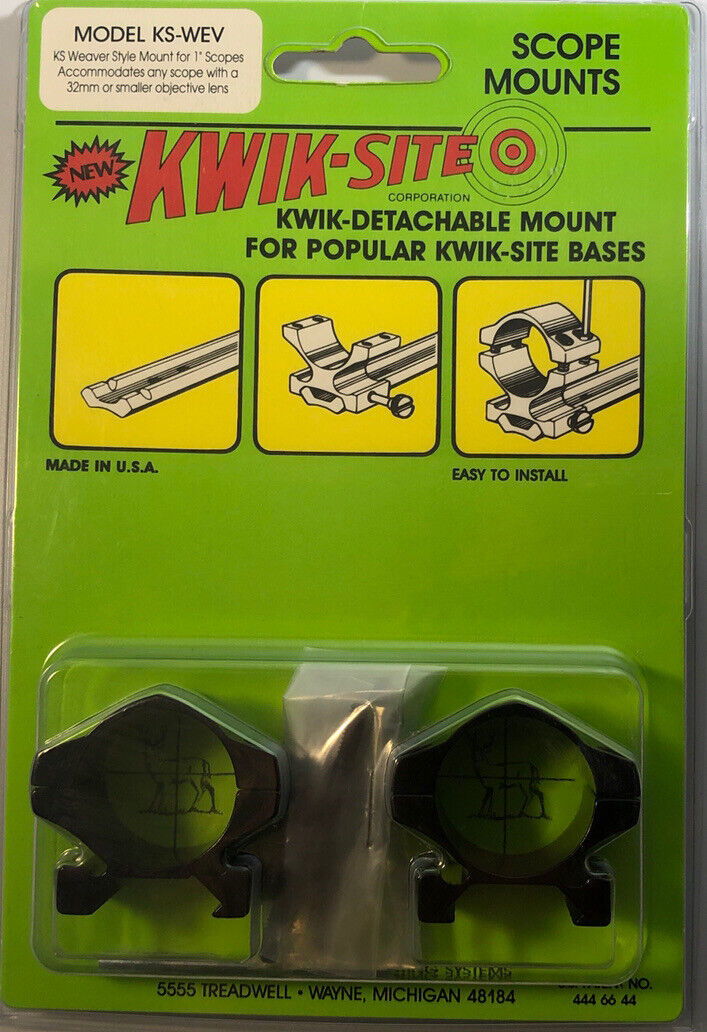 MODEL KS-WEV
KS Weaver Style Mount for 1" Scopes
Accommodates any scope with a
32mm or smaller objective lens
SCOPE
MOUNTS
NEW
KWIK-SITE
CORPORATION
KWIK-DETACHABLE MOUNT
FOR POPULAR KWIK-SITE BASES
MADE IN U.S.A.
EASY TO INSTALL
SYSTEMS
5555 TREADWELL • WAYNE, MICHIGAN 48184
NO.
444 66 44